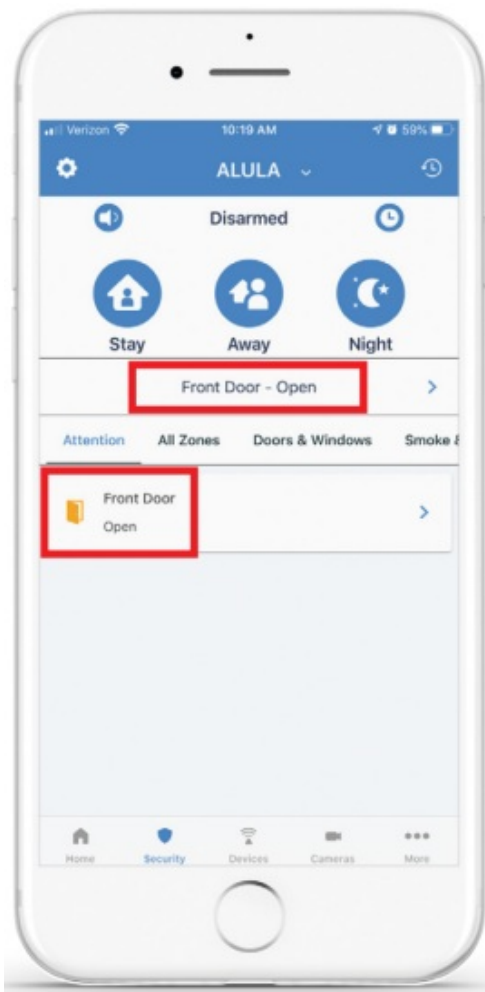 Verizon 10:19 AM 59%
ALULA
Disarmed
Stay Away Night
Front Door - Open
Attention All Zones Doors & Windows Smoke &
Front Door
Open
Home Security Devices Cameras More